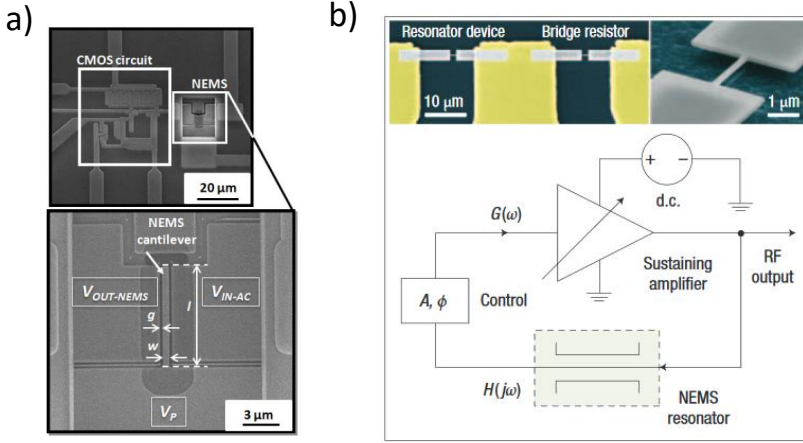 a)
CMOS circuit
NEMS
20 µm
NEMS
cantilever
V_OUT-NEMS
V_IN-AC
l
g
w
V_P
3 µm
b)
Resonator device
Bridge resistor
10 µm
1 µm
+
−
d.c.
G(ω)
Sustaining
amplifier
RF
output
A, ϕ
Control
H(jω)
NEMS
resonator